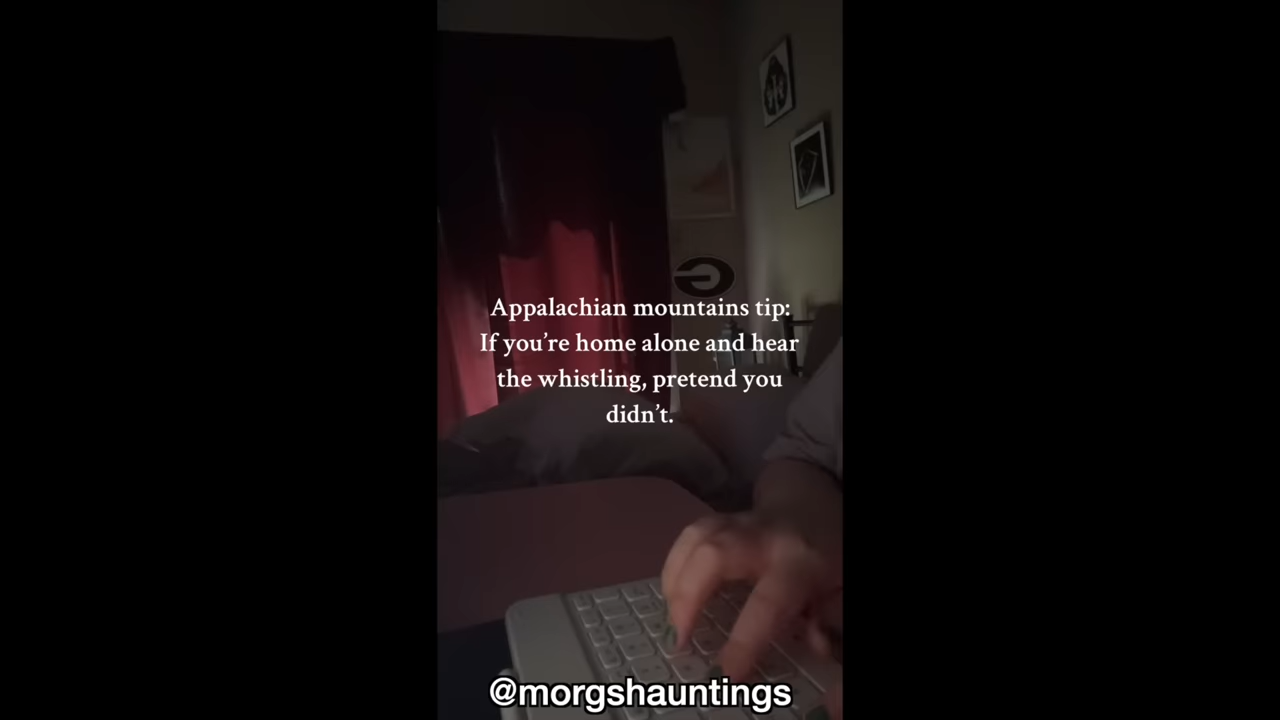 Appalachian mountains tip:
If you’re home alone and hear
the whistling, pretend you
didn’t.
@morgshauntings